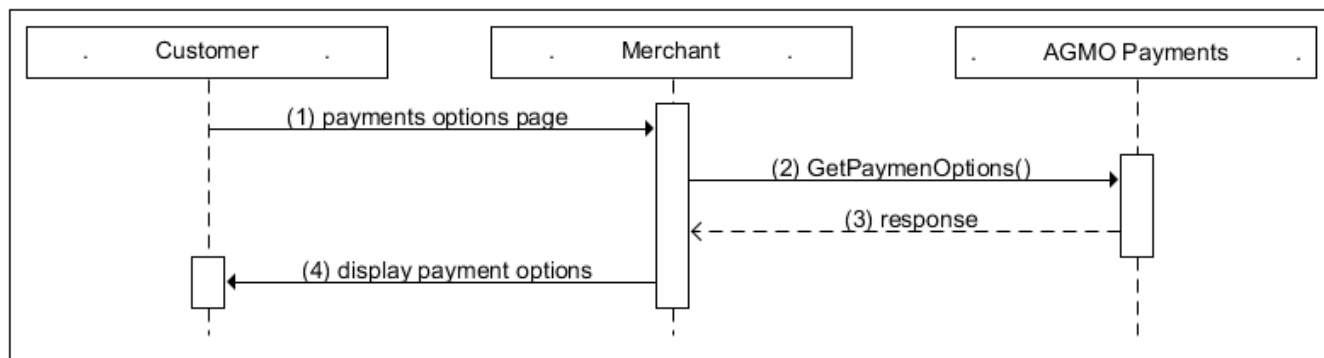 . Customer .
. Merchant .
. AGMO Payments .
(1) payments options page
(2) GetPaymenOptions()
(3) response
(4) display payment options